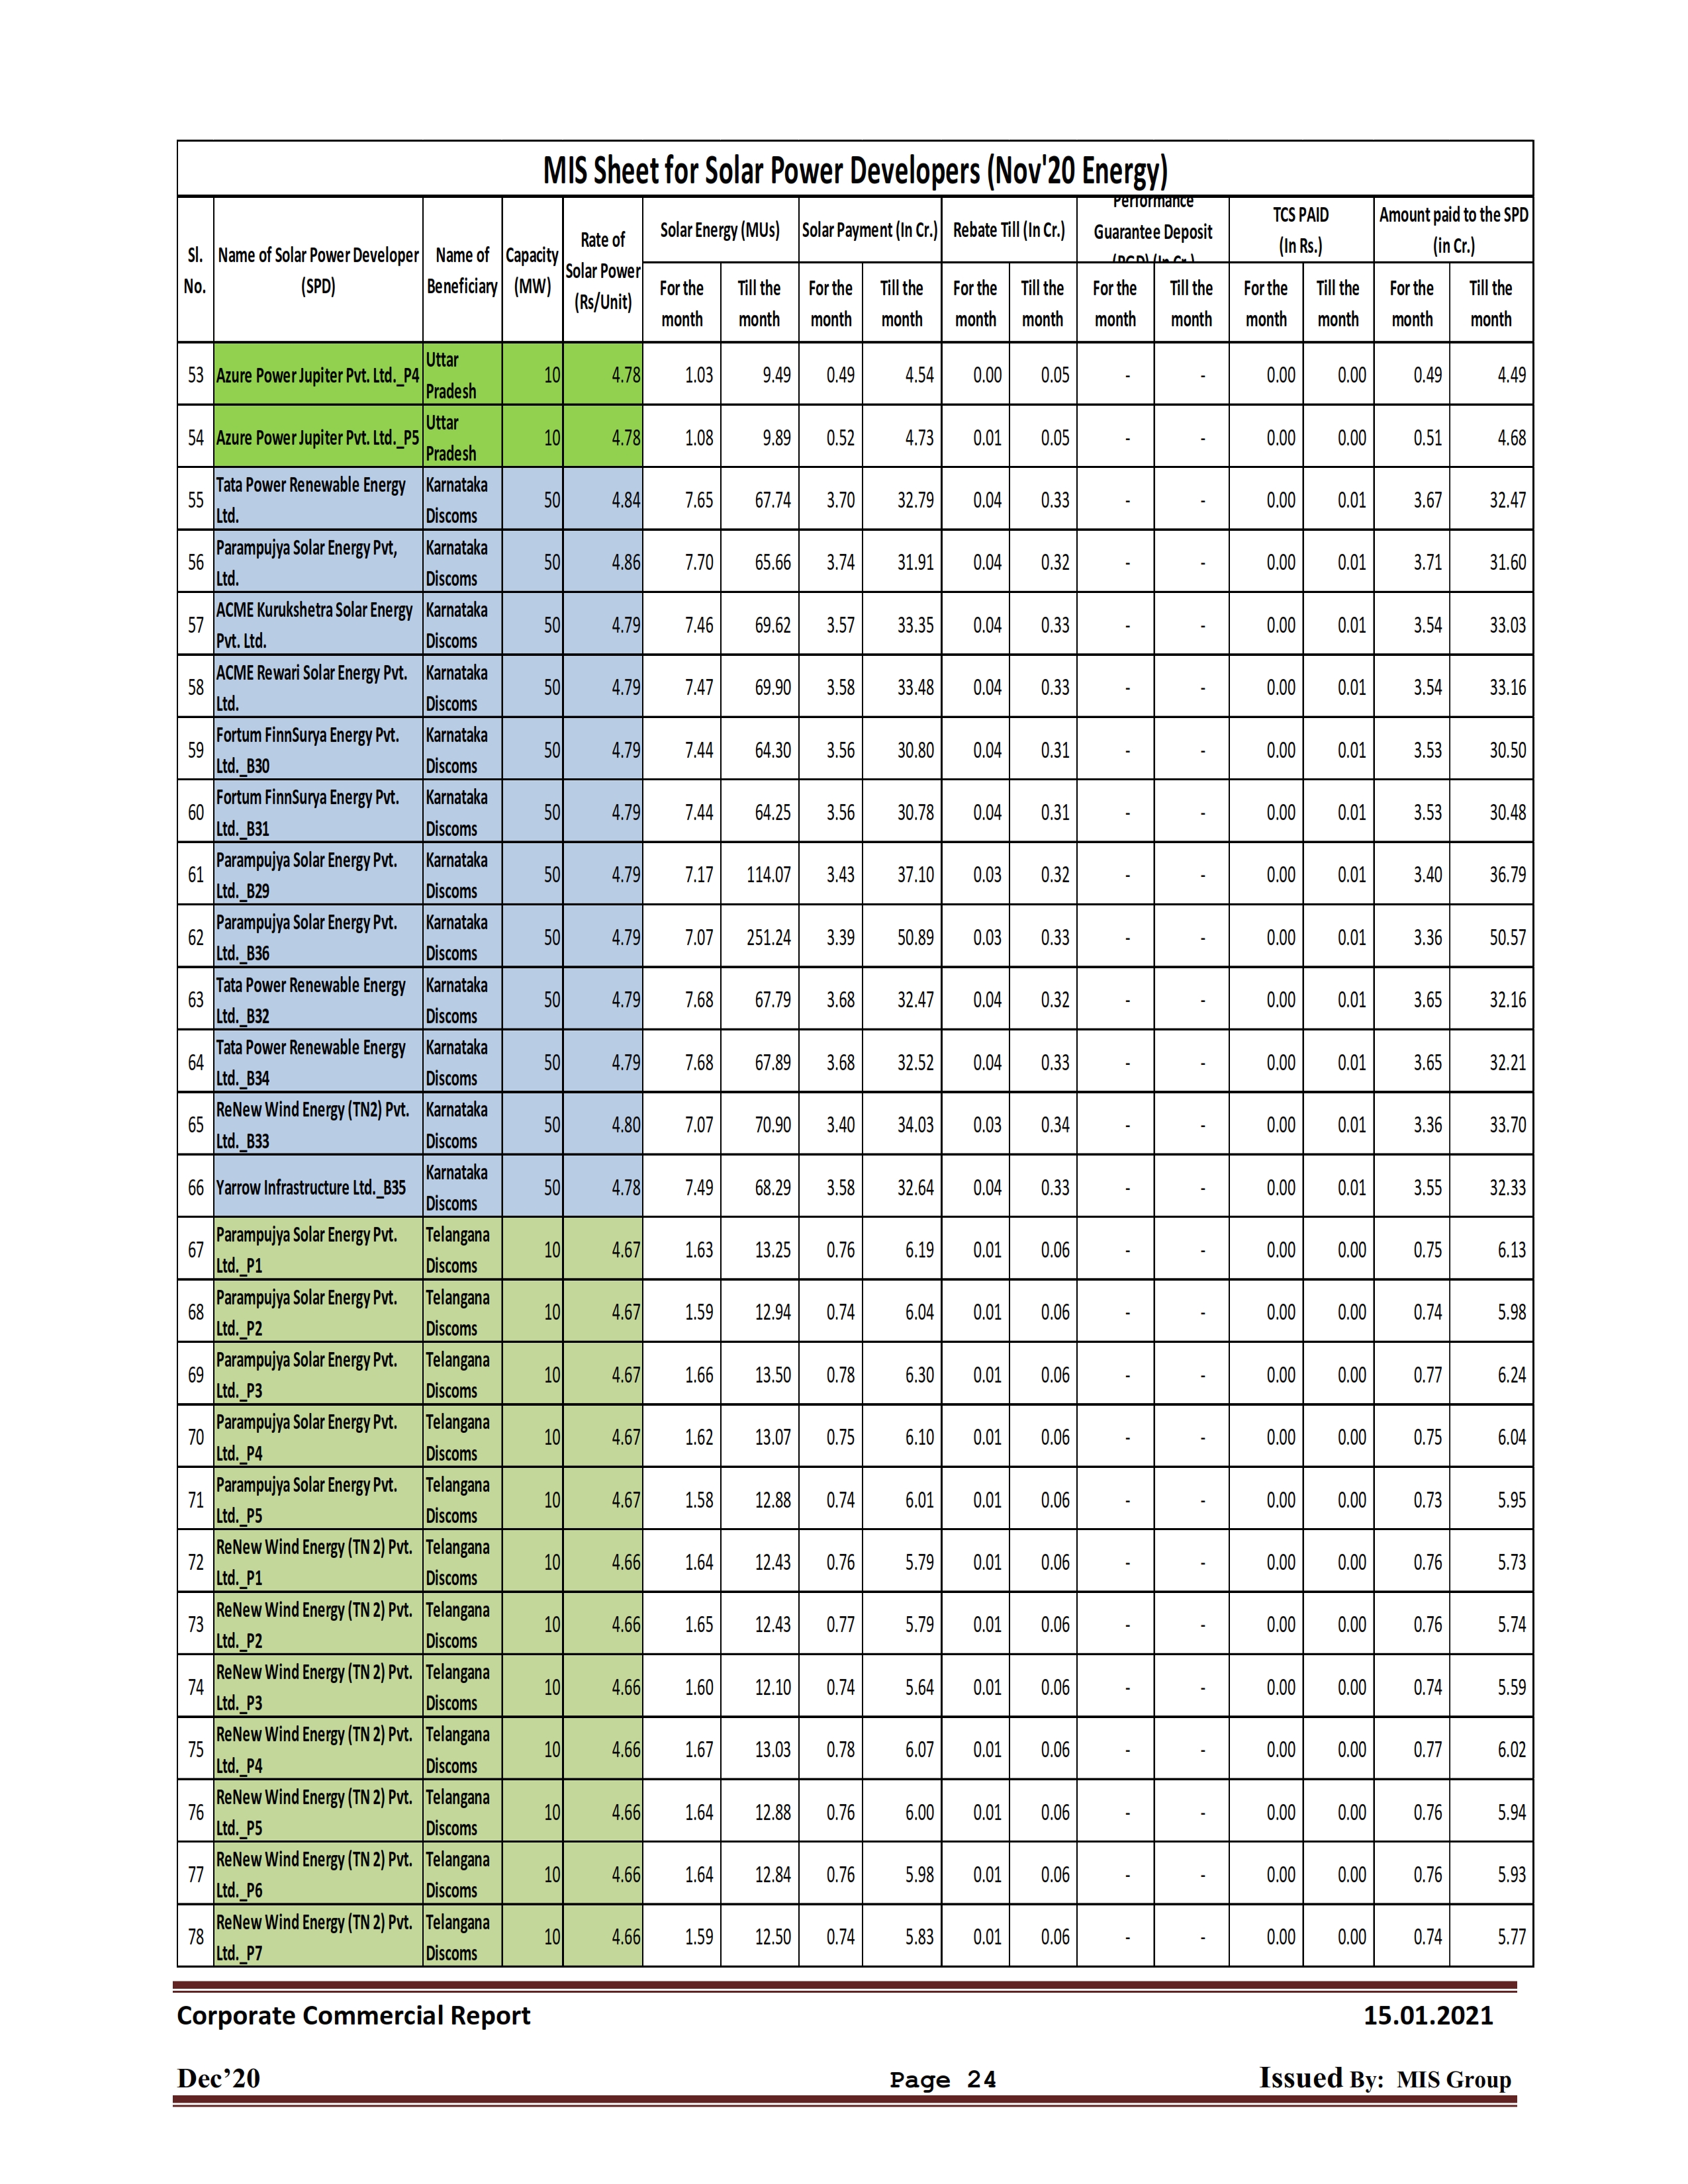 MIS Sheet for Solar Power Developers (Nov'20 Energy)
Sl. No. Name of Solar Power Developer (SPD) Name of Beneficiary Capacity (MW) Rate of Solar Power (Rs/Unit) Solar Energy (MUs) Solar Payment (In Cr.) Rebate Till (In Cr.) Performance Guarantee Deposit (PGD) (In Cr.) TCS PAID (In Rs.) Amount paid to the SPD (in Cr.)
For the month Till the month For the month Till the month For the month Till the month For the month Till the month For the month Till the month For the month Till the month
53 Azure Power Jupiter Pvt. Ltd._P4 Uttar Pradesh 10 4.78 1.03 9.49 0.49 4.54 0.00 0.05 - - 0.00 0.00 0.49 4.49
54 Azure Power Jupiter Pvt. Ltd._P5 Uttar Pradesh 10 4.78 1.08 9.89 0.52 4.73 0.01 0.05 - - 0.00 0.00 0.51 4.68
55 Tata Power Renewable Energy Ltd. Karnataka Discoms 50 4.84 7.65 67.74 3.70 32.79 0.04 0.33 - - 0.00 0.01 3.67 32.47
56 Parampujya Solar Energy Pvt, Ltd. Karnataka Discoms 50 4.86 7.70 65.66 3.74 31.91 0.04 0.32 - - 0.00 0.01 3.71 31.60
57 ACME Kurukshetra Solar Energy Pvt. Ltd. Karnataka Discoms 50 4.79 7.46 69.62 3.57 33.35 0.04 0.33 - - 0.00 0.01 3.54 33.03
58 ACME Rewari Solar Energy Pvt. Ltd. Karnataka Discoms 50 4.79 7.47 69.90 3.58 33.48 0.04 0.33 - - 0.00 0.01 3.54 33.16
59 Fortum FinnSurya Energy Pvt. Ltd._B30 Karnataka Discoms 50 4.79 7.44 64.30 3.56 30.80 0.04 0.31 - - 0.00 0.01 3.53 30.50
60 Fortum FinnSurya Energy Pvt. Ltd._B31 Karnataka Discoms 50 4.79 7.44 64.25 3.56 30.78 0.04 0.31 - - 0.00 0.01 3.53 30.48
61 Parampujya Solar Energy Pvt. Ltd._B29 Karnataka Discoms 50 4.79 7.17 114.07 3.43 37.10 0.03 0.32 - - 0.00 0.01 3.40 36.79
62 Parampujya Solar Energy Pvt. Ltd._B36 Karnataka Discoms 50 4.79 7.07 251.24 3.39 50.89 0.03 0.33 - - 0.00 0.01 3.36 50.57
63 Tata Power Renewable Energy Ltd._B32 Karnataka Discoms 50 4.79 7.68 67.79 3.68 32.47 0.04 0.32 - - 0.00 0.01 3.65 32.16
64 Tata Power Renewable Energy Ltd._B34 Karnataka Discoms 50 4.79 7.68 67.89 3.68 32.52 0.04 0.33 - - 0.00 0.01 3.65 32.21
65 ReNew Wind Energy (TN2) Pvt. Ltd._B33 Karnataka Discoms 50 4.80 7.07 70.90 3.40 34.03 0.03 0.34 - - 0.00 0.01 3.36 33.70
66 Yarrow Infrastructure Ltd._B35 Karnataka Discoms 50 4.78 7.49 68.29 3.58 32.64 0.04 0.33 - - 0.00 0.01 3.55 32.33
67 Parampujya Solar Energy Pvt. Ltd._P1 Telangana Discoms 10 4.67 1.63 13.25 0.76 6.19 0.01 0.06 - - 0.00 0.00 0.75 6.13
68 Parampujya Solar Energy Pvt. Ltd._P2 Telangana Discoms 10 4.67 1.59 12.94 0.74 6.04 0.01 0.06 - - 0.00 0.00 0.74 5.98
69 Parampujya Solar Energy Pvt. Ltd._P3 Telangana Discoms 10 4.67 1.66 13.50 0.78 6.30 0.01 0.06 - - 0.00 0.00 0.77 6.24
70 Parampujya Solar Energy Pvt. Ltd._P4 Telangana Discoms 10 4.67 1.62 13.07 0.75 6.10 0.01 0.06 - - 0.00 0.00 0.75 6.04
71 Parampujya Solar Energy Pvt. Ltd._P5 Telangana Discoms 10 4.67 1.58 12.88 0.74 6.01 0.01 0.06 - - 0.00 0.00 0.73 5.95
72 ReNew Wind Energy (TN 2) Pvt. Ltd._P1 Telangana Discoms 10 4.66 1.64 12.43 0.76 5.79 0.01 0.06 - - 0.00 0.00 0.76 5.73
73 ReNew Wind Energy (TN 2) Pvt. Ltd._P2 Telangana Discoms 10 4.66 1.65 12.43 0.77 5.79 0.01 0.06 - - 0.00 0.00 0.76 5.74
74 ReNew Wind Energy (TN 2) Pvt. Ltd._P3 Telangana Discoms 10 4.66 1.60 12.10 0.74 5.64 0.01 0.06 - - 0.00 0.00 0.74 5.59
75 ReNew Wind Energy (TN 2) Pvt. Ltd._P4 Telangana Discoms 10 4.66 1.67 13.03 0.78 6.07 0.01 0.06 - - 0.00 0.00 0.77 6.02
76 ReNew Wind Energy (TN 2) Pvt. Ltd._P5 Telangana Discoms 10 4.66 1.64 12.88 0.76 6.00 0.01 0.06 - - 0.00 0.00 0.76 5.94
77 ReNew Wind Energy (TN 2) Pvt. Ltd._P6 Telangana Discoms 10 4.66 1.64 12.84 0.76 5.98 0.01 0.06 - - 0.00 0.00 0.76 5.93
78 ReNew Wind Energy (TN 2) Pvt. Ltd._P7 Telangana Discoms 10 4.66 1.59 12.50 0.74 5.83 0.01 0.06 - - 0.00 0.00 0.74 5.77
Corporate Commercial Report 15.01.2021
Dec’20 Page 24 Issued By: MIS Group